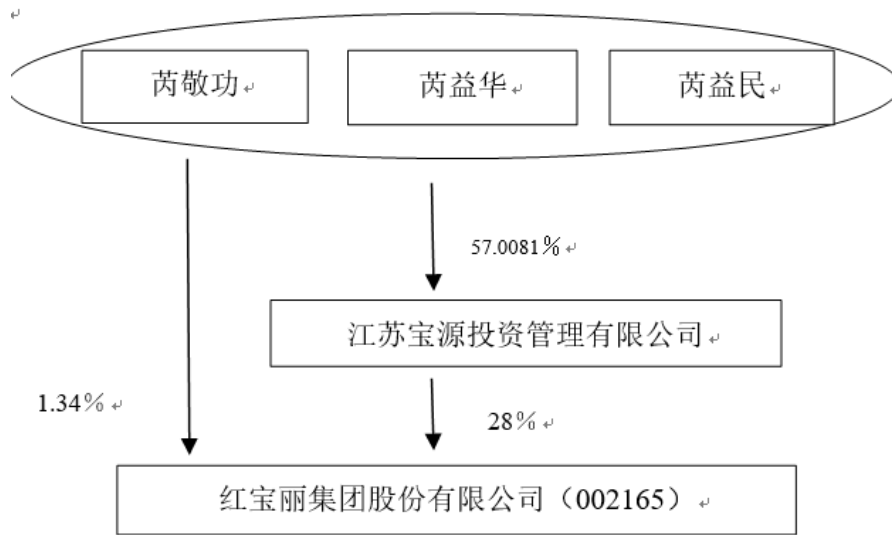 芮敬功
芮益华
芮益民
57.0081%
江苏宝源投资管理有限公司
1.34%
28%
红宝丽集团股份有限公司（002165）